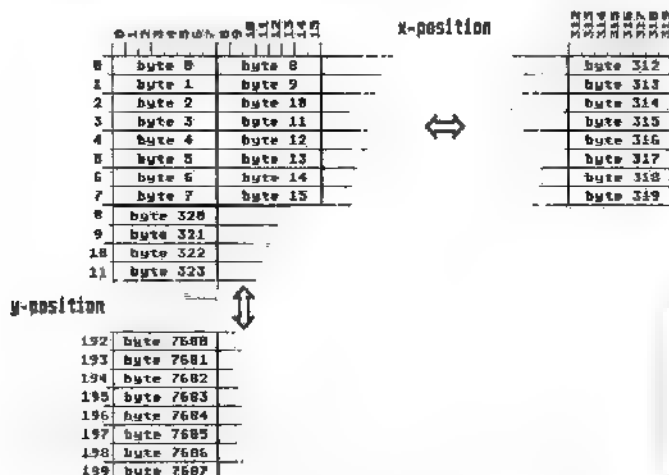 x-position
0 byte 0 byte 8 byte 312
1 byte 1 byte 9 byte 313
2 byte 2 byte 10 byte 314
3 byte 3 byte 11 byte 315
4 byte 4 byte 12 byte 316
5 byte 5 byte 13 byte 317
6 byte 6 byte 14 byte 318
7 byte 7 byte 15 byte 319
8 byte 320
9 byte 321
10 byte 322
11 byte 323
y-position
192 byte 7680
193 byte 7681
194 byte 7682
195 byte 7683
196 byte 7684
197 byte 7685
198 byte 7686
199 byte 7687